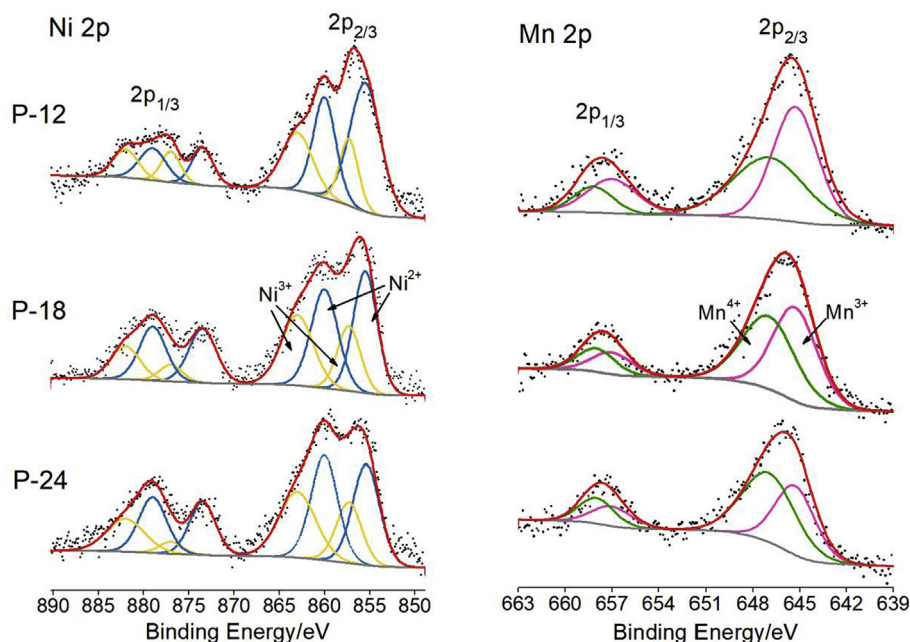 Ni 2p
2p2/3
2p1/3
P-12
P-18
Ni3+
Ni2+
P-24
890 885 880 875 870 865 860 855 850
Binding Energy/eV
Mn 2p
2p2/3
2p1/3
Mn4+
Mn3+
663 660 657 654 651 648 645 642 639
Binding Energy/eV